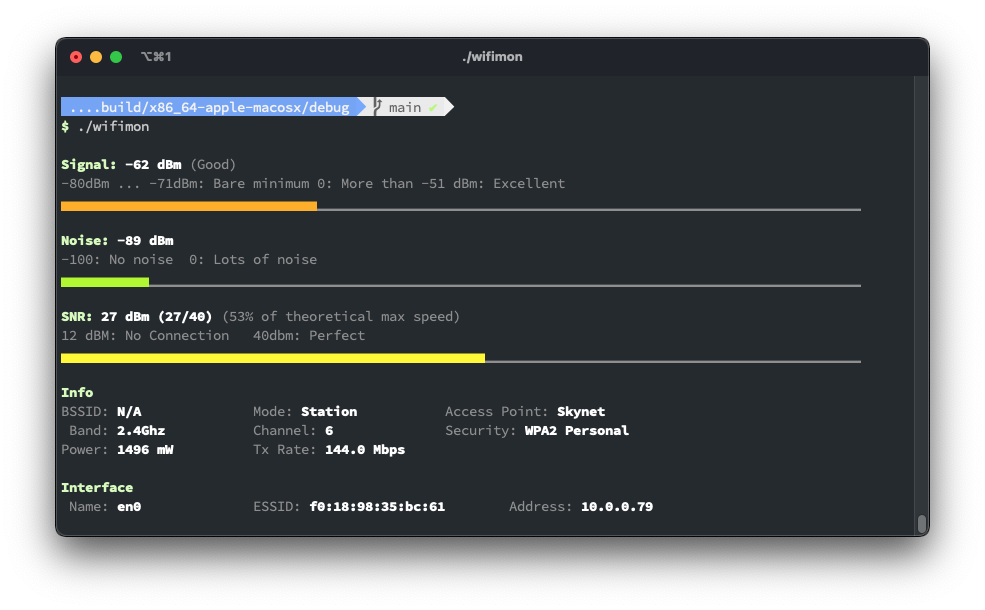 ⌥⌘1 ./wifimon
....build/x86_64-apple-macosx/debug main ✔
$ ./wifimon
Signal: -62 dBm (Good)
-80dBm ... -71dBm: Bare minimum 0: More than -51 dBm: Excellent
Noise: -89 dBm
-100: No noise 0: Lots of noise
SNR: 27 dBm (27/40) (53% of theoretical max speed)
12 dBM: No Connection 40dbm: Perfect
Info
BSSID: N/A Mode: Station Access Point: Skynet
Band: 2.4Ghz Channel: 6 Security: WPA2 Personal
Power: 1496 mW Tx Rate: 144.0 Mbps
Interface
Name: en0 ESSID: f0:18:98:35:bc:61 Address: 10.0.0.79